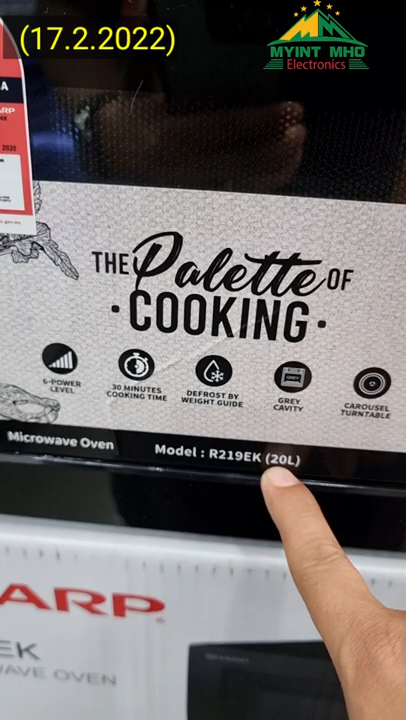 (17.2.2022)
MYINT MHO
Electronics
2020
THE Palette OF
COOKING
6-POWER
LEVEL
30 MINUTES
COOKING TIME
DEFROST BY
WEIGHT GUIDE
GREY
CAVITY
CAROUSEL
TURNTABLE
Microwave Oven
Model : R219EK (20L)
ARP
EK
WAVE OVEN